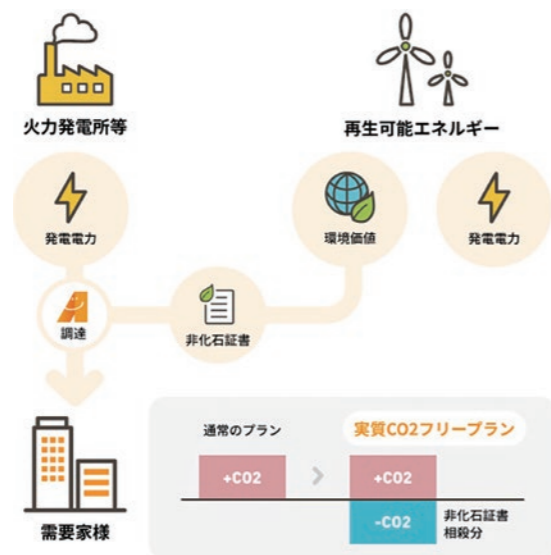 火力発電所等
再生可能エネルギー
発電電力
環境価値
発電電力
調達
非化石証書
需要家様
通常のプラン
実質CO2フリープラン
+CO2
+CO2
-CO2
非化石証書
相殺分